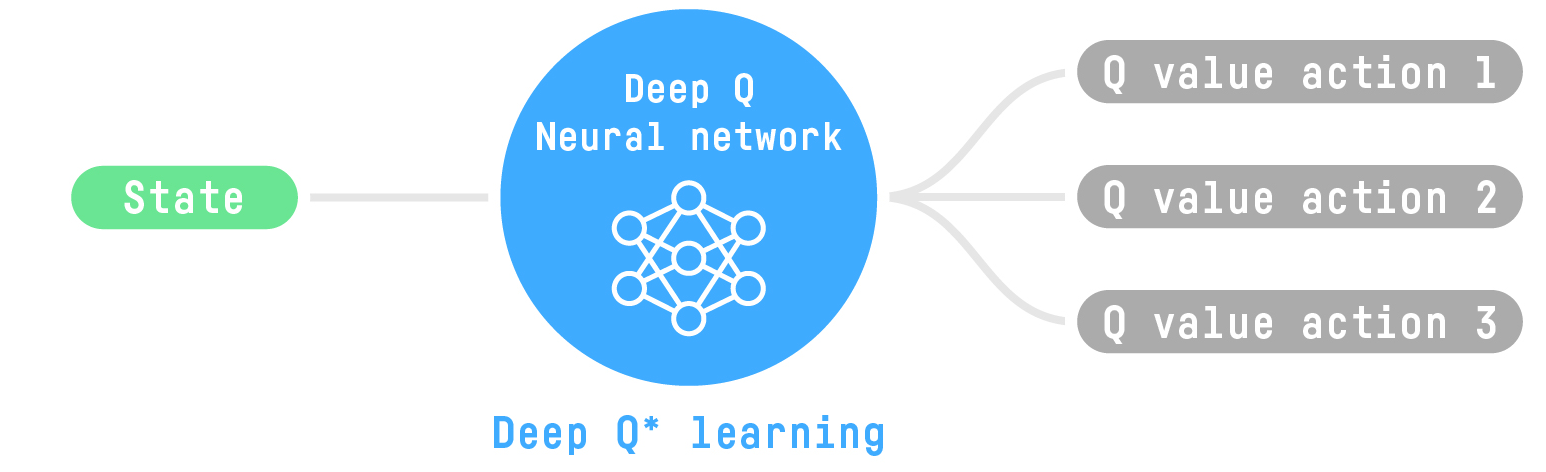 State
Deep Q
Neural network
Q value action 1
Q value action 2
Q value action 3
Deep Q* learning